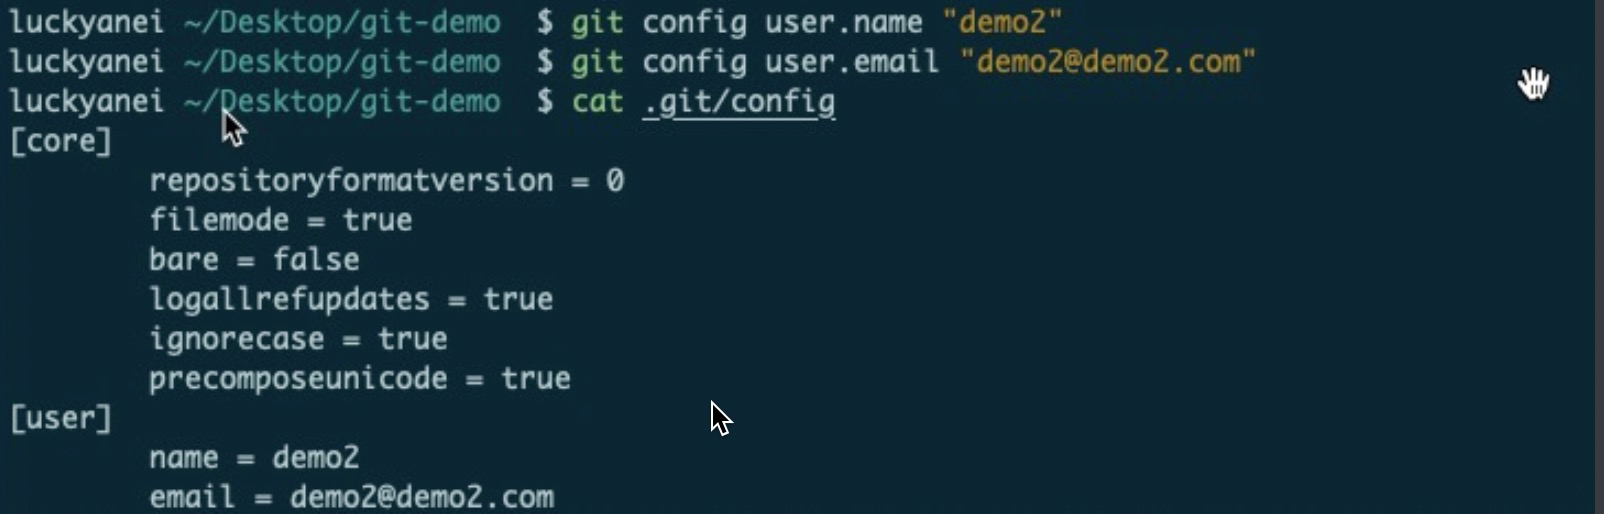 luckyanei ~/Desktop/git-demo  $ git config user.name "demo2"
luckyanei ~/Desktop/git-demo  $ git config user.email "demo2@demo2.com"
luckyanei ~/Desktop/git-demo  $ cat .git/config
[core]
        repositoryformatversion = 0
        filemode = true
        bare = false
        logallrefupdates = true
        ignorecase = true
        precomposeunicode = true
[user]
        name = demo2
        email = demo2@demo2.com